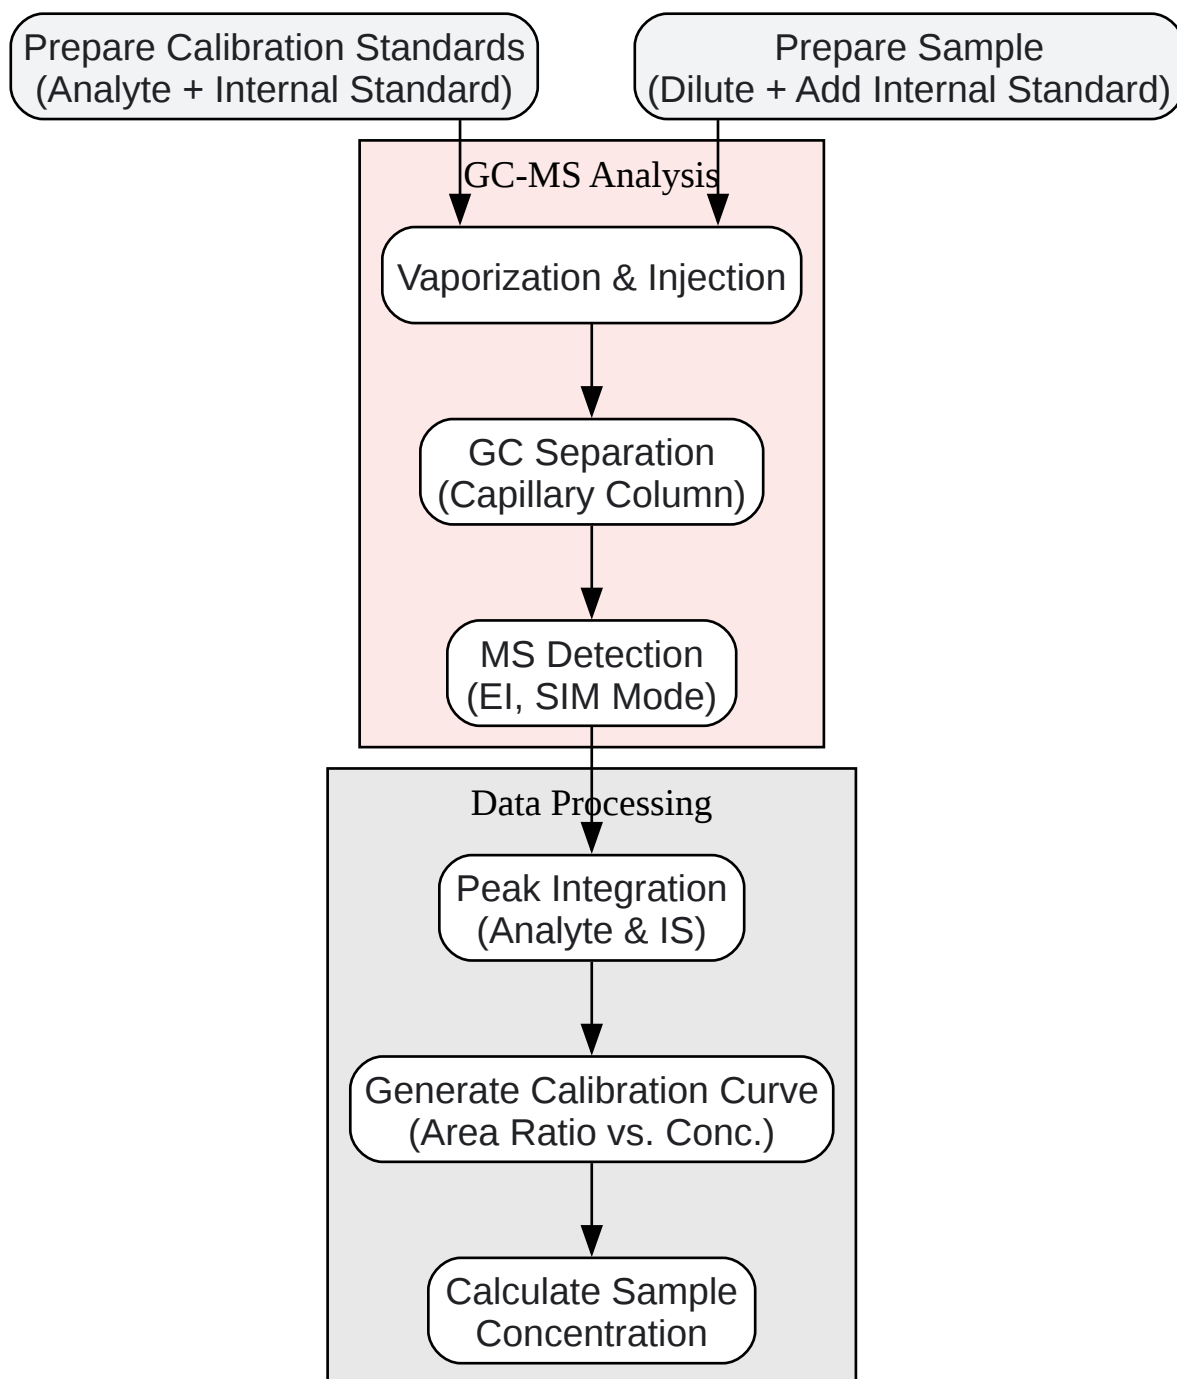 Prepare Calibration Standards
(Analyte + Internal Standard)
Prepare Sample
(Dilute + Add Internal Standard)
GC-MS Analysis
Vaporization & Injection
GC Separation
(Capillary Column)
MS Detection
(EI, SIM Mode)
Data Processing
Peak Integration
(Analyte & IS)
Generate Calibration Curve
(Area Ratio vs. Conc.)
Calculate Sample
Concentration